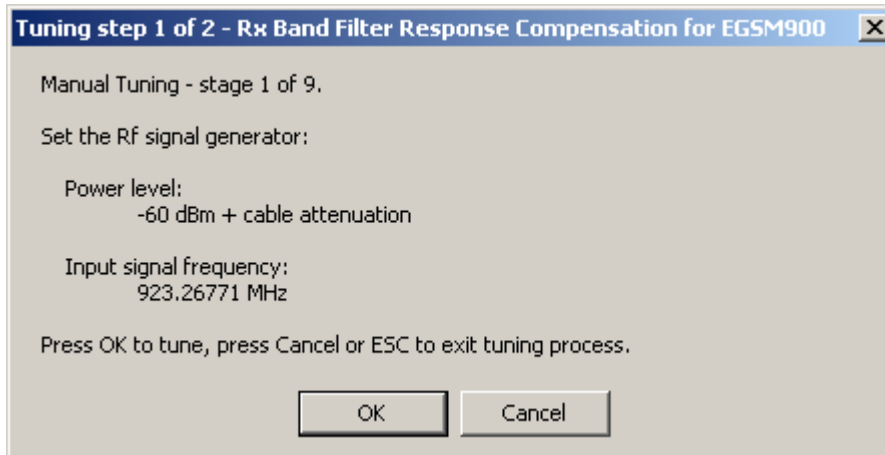 Tuning step 1 of 2 - Rx Band Filter Response Compensation for EGSM900
Manual Tuning - stage 1 of 9.
Set the Rf signal generator:
Power level:
-60 dBm + cable attenuation
Input signal frequency:
923.26771 MHz
Press OK to tune, press Cancel or ESC to exit tuning process.
OK Cancel